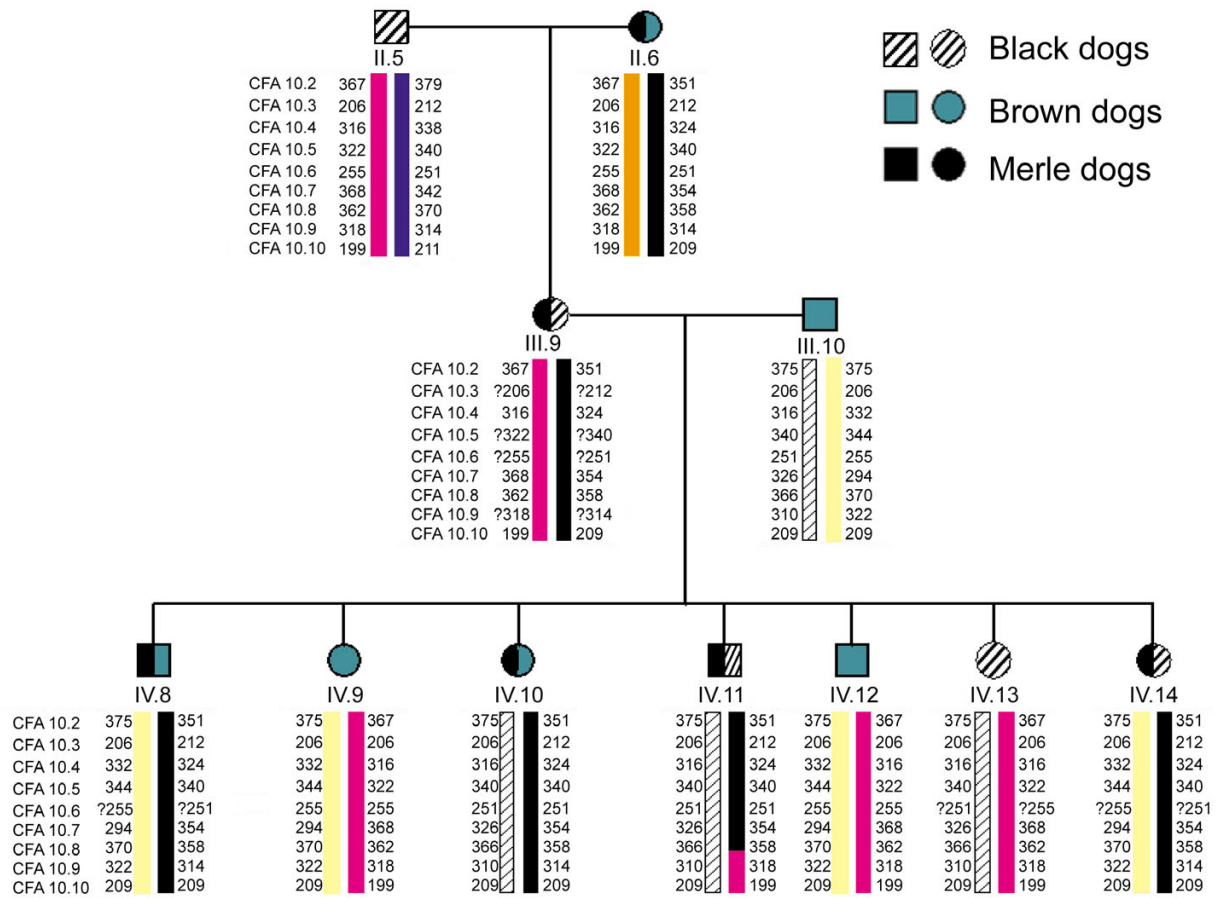 II.5 II.6
Black dogs
Brown dogs
Merle dogs
CFA 10.2 367 379 367 351
CFA 10.3 206 212 206 212
CFA 10.4 316 338 316 324
CFA 10.5 322 340 322 340
CFA 10.6 255 251 255 251
CFA 10.7 368 342 368 354
CFA 10.8 362 370 362 358
CFA 10.9 318 314 318 314
CFA 10.10 199 211 199 209
III.9 III.10
CFA 10.2 367 351 375 375
CFA 10.3 ?206 ?212 206 206
CFA 10.4 316 324 316 332
CFA 10.5 ?322 ?340 340 344
CFA 10.6 ?255 ?251 251 255
CFA 10.7 368 354 326 294
CFA 10.8 362 358 366 370
CFA 10.9 ?318 ?314 310 322
CFA 10.10 199 209 209 209
IV.8 IV.9 IV.10 IV.11 IV.12 IV.13 IV.14
CFA 10.2 375 351 375 367 375 351 375 351 375 367 375 367 375 351
CFA 10.3 206 212 206 206 206 212 206 212 206 206 206 206 206 212
CFA 10.4 332 324 332 316 316 324 316 324 332 316 316 316 332 324
CFA 10.5 344 340 344 322 340 340 340 340 344 322 340 322 344 340
CFA 10.6 ?255 ?251 255 255 251 251 251 251 255 255 ?251 ?255 ?255 ?251
CFA 10.7 294 354 294 368 326 354 326 354 294 368 326 368 294 354
CFA 10.8 370 358 370 362 366 358 366 358 370 362 366 362 370 358
CFA 10.9 322 314 322 318 310 314 310 318 322 318 310 318 322 314
CFA 10.10 209 209 209 199 209 209 209 199 209 199 209 199 209 209